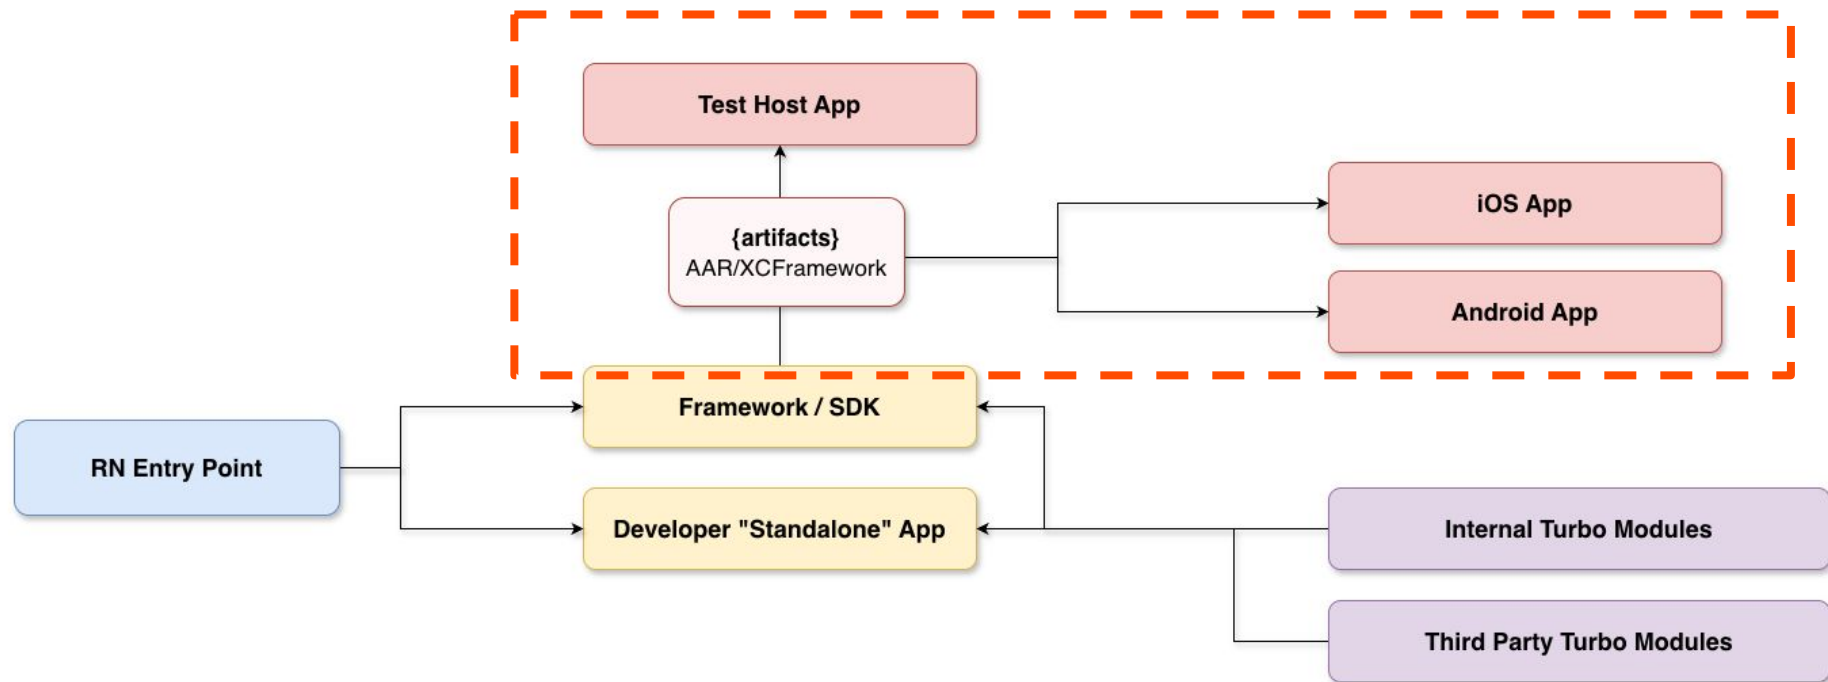 Test Host App
{artifacts}
AAR/XCFramework
iOS App
Android App
Framework / SDK
RN Entry Point
Developer "Standalone" App
Internal Turbo Modules
Third Party Turbo Modules